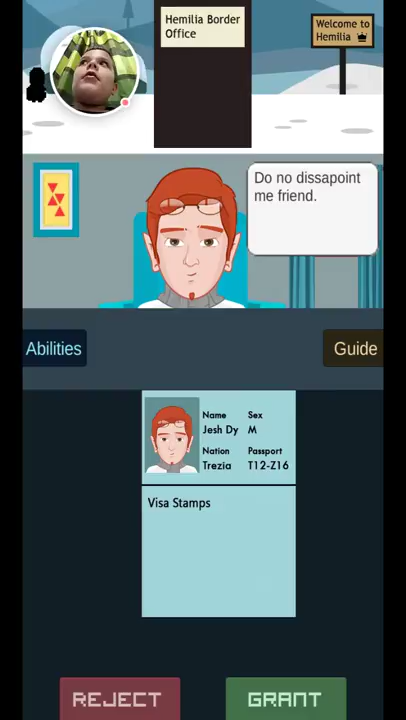 Hemilia Border
Office
Welcome to
Hemilia
Do no dissapoint
me friend.
Abilities
Guide
Name Sex
Jesh Dy M
Nation Passport
Trezia T12-Z16
Visa Stamps
REJECT
GRANT